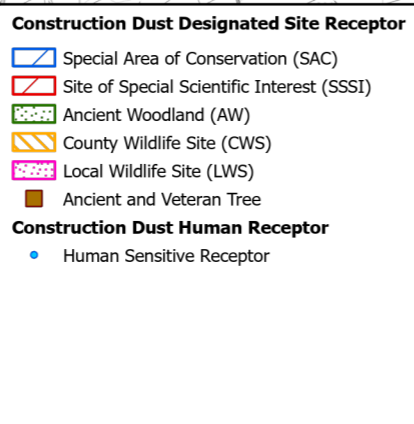 Construction Dust Designated Site Receptor
Special Area of Conservation (SAC)
Site of Special Scientific Interest (SSSI)
Ancient Woodland (AW)
County Wildlife Site (CWS)
Local Wildlife Site (LWS)
Ancient and Veteran Tree
Construction Dust Human Receptor
Human Sensitive Receptor